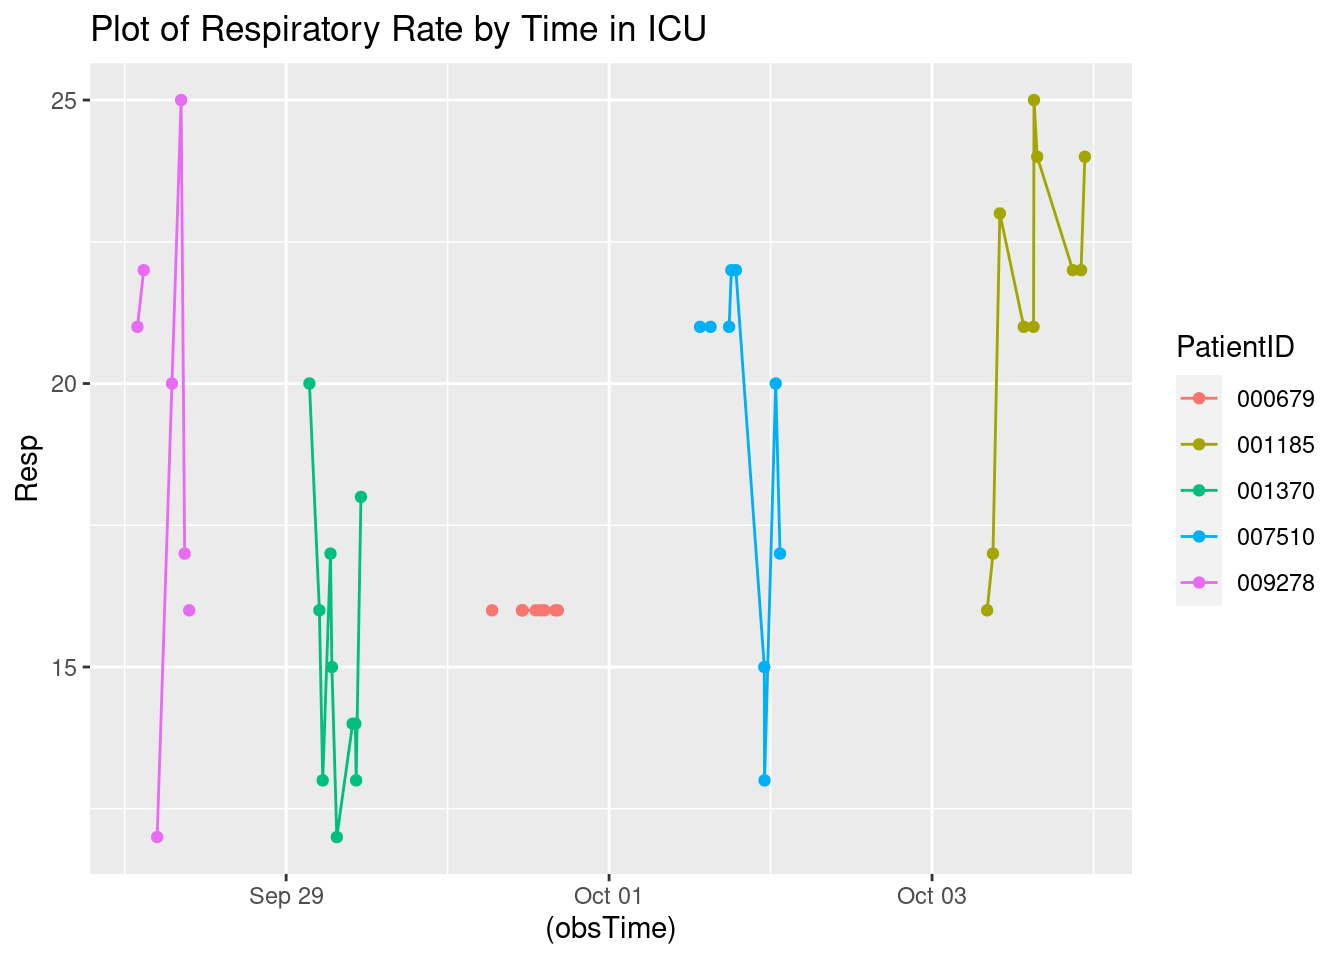 Plot of Respiratory Rate by Time in ICU
25
20
15
Resp
Sep 29
Oct 01
Oct 03
(obsTime)
PatientID
000679
001185
001370
007510
009278